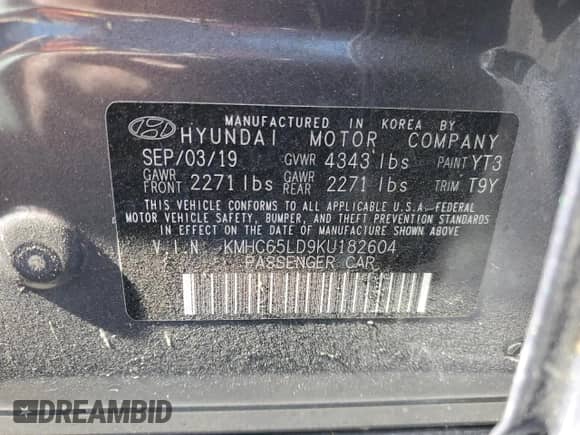 MANUFACTURED IN KOREA BY
HYUNDAI MOTOR COMPANY
SEP/03/19 GVWR 4343 lbs PAINT YT3
GAWR FRONT 2271 lbs GAWR REAR 2271 lbs TRIM T9Y
THIS VEHICLE CONFORMS TO ALL APPLICABLE U.S.A. FEDERAL
MOTOR VEHICLE SAFETY, BUMPER, AND THEFT PREVENTION STANDARDS
IN EFFECT ON THE DATE OF MANUFACTURE SHOWN ABOVE.
V.I.N KMHC65LD9KU182604
PASSENGER CAR
DREAMBID